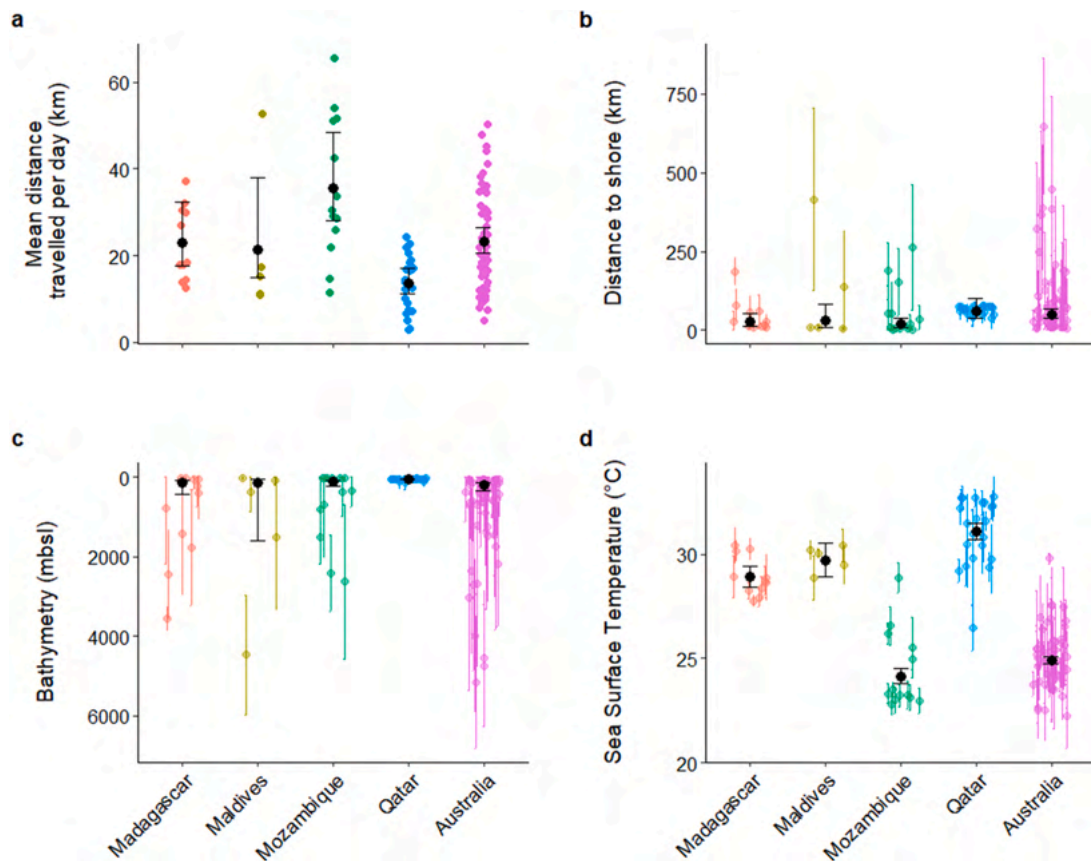 a
Mean distance
travelled per day (km)
60
40
20
0
b
Distance to shore (km)
750
500
250
0
c
Bathymetry (mbsl)
0
2000
4000
6000
Madagascar
Maldives
Mozambique
Qatar
Australia
d
Sea Surface Temperature (°C)
30
25
20
Madagascar
Maldives
Mozambique
Qatar
Australia